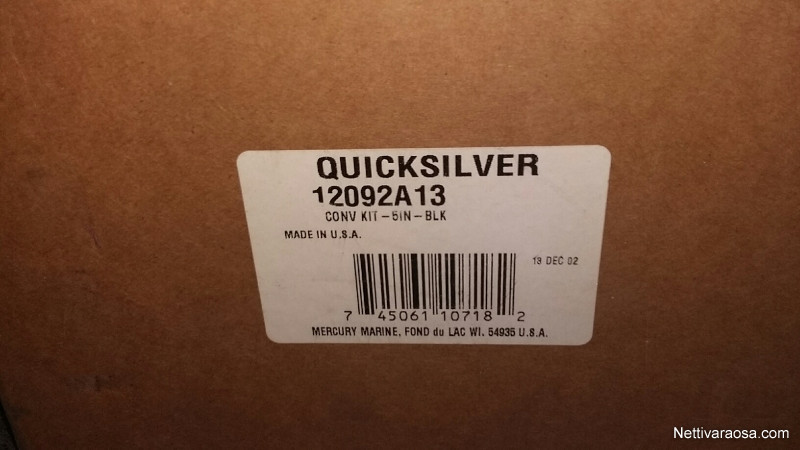 QUICKSILVER
12092A13
CONV KIT-5IN-BLK
MADE IN U.S.A.
18 DEC 02
7 45061 10718 2
MERCURY MARINE, FOND du LAC WI. 54935 U.S.A.
Nettivaraosa.com